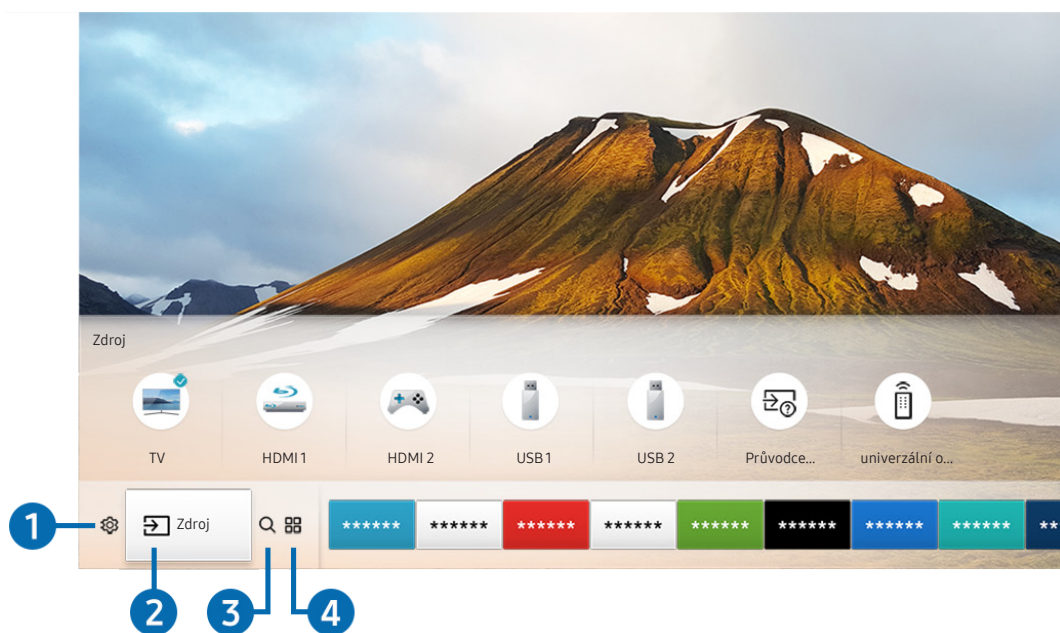 Zdroj
TV
HDMI 1
HDMI 2
USB 1
USB 2
Průvodce...
univerzální o...
1
Zdroj
****** ****** ****** ****** ****** ****** ****** ****** **
2
3
4